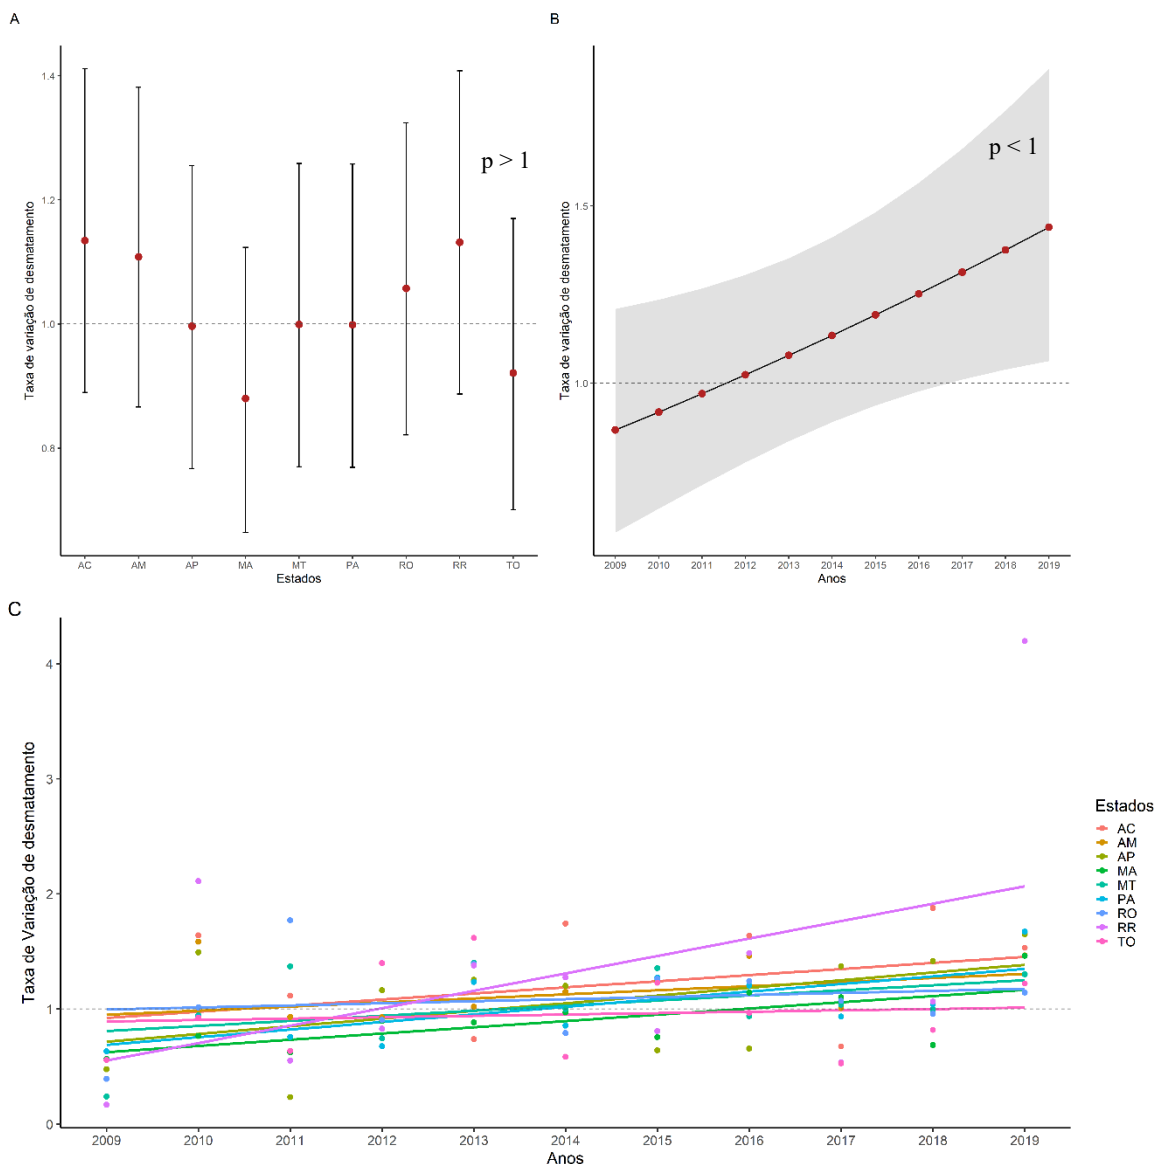 A
Taxa de variação de desmatamento
1.4
1.2
1.0
0.8
p > 1
AC AM AP MA MT PA RO RR TO
Estados
B
Taxa de variação de desmatamento
1.5
1.0
p < 1
2009 2010 2011 2012 2013 2014 2015 2016 2017 2018 2019
Anos
C
Taxa de Variação de desmatamento
4
3
2
1
0
2009 2010 2011 2012 2013 2014 2015 2016 2017 2018 2019
Anos
Estados
AC
AM
AP
MA
MT
PA
RO
RR
TO